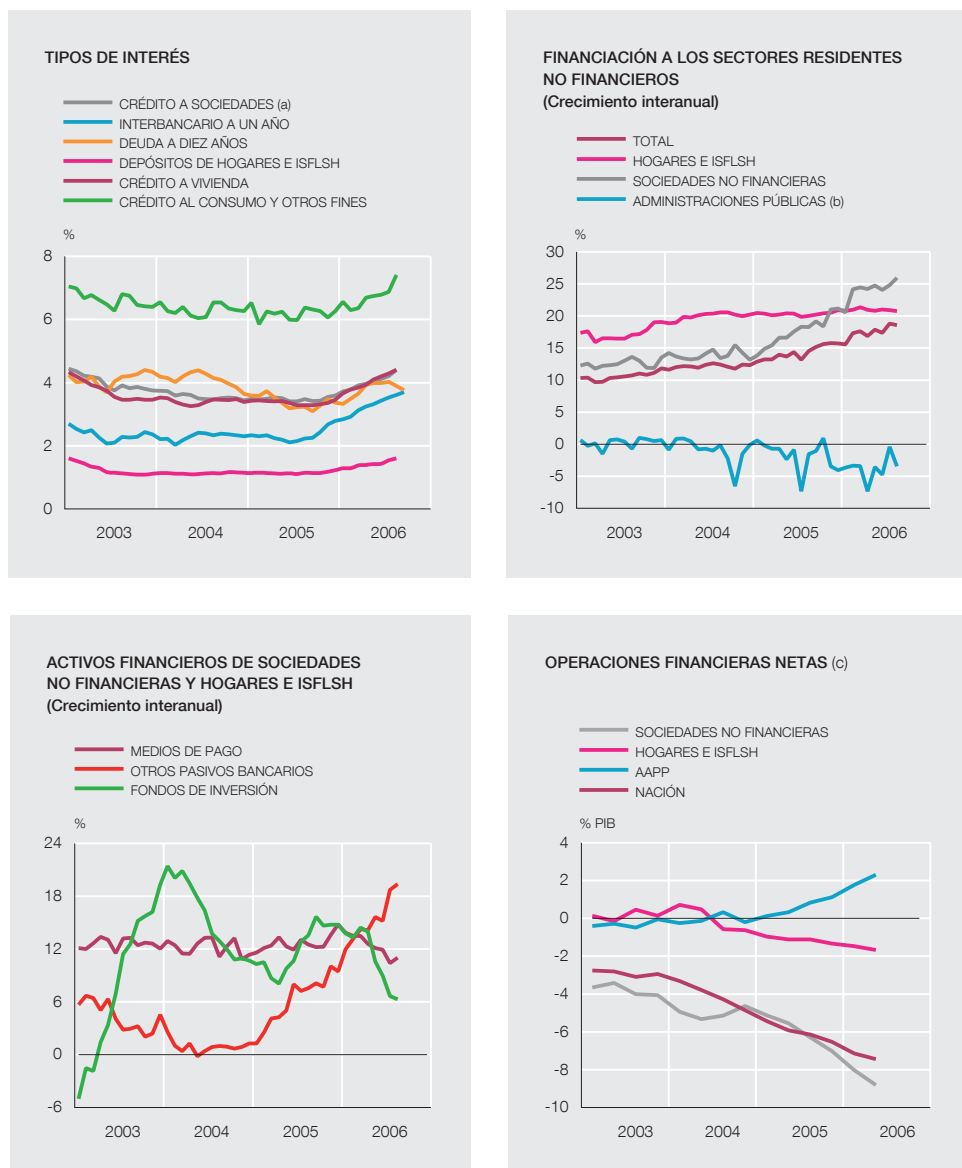 TIPOS DE INTERÉS
CRÉDITO A SOCIEDADES (a)
INTERBANCARIO A UN AÑO
DEUDA A DIEZ AÑOS
DEPÓSITOS DE HOGARES E ISFLSH
CRÉDITO A VIVIENDA
CRÉDITO AL CONSUMO Y OTROS FINES
%
8
6
4
2
0
2003 2004 2005 2006
FINANCIACIÓN A LOS SECTORES RESIDENTES
NO FINANCIEROS
(Crecimiento interanual)
TOTAL
HOGARES E ISFLSH
SOCIEDADES NO FINANCIERAS
ADMINISTRACIONES PÚBLICAS (b)
%
30
25
20
15
10
5
0
-5
-10
2003 2004 2005 2006
ACTIVOS FINANCIEROS DE SOCIEDADES
NO FINANCIERAS Y HOGARES E ISFLSH
(Crecimiento interanual)
MEDIOS DE PAGO
OTROS PASIVOS BANCARIOS
FONDOS DE INVERSIÓN
%
24
18
12
6
0
-6
2003 2004 2005 2006
OPERACIONES FINANCIERAS NETAS (c)
SOCIEDADES NO FINANCIERAS
HOGARES E ISFLSH
AAPP
NACIÓN
% PIB
4
2
0
-2
-4
-6
-8
-10
2003 2004 2005 2006